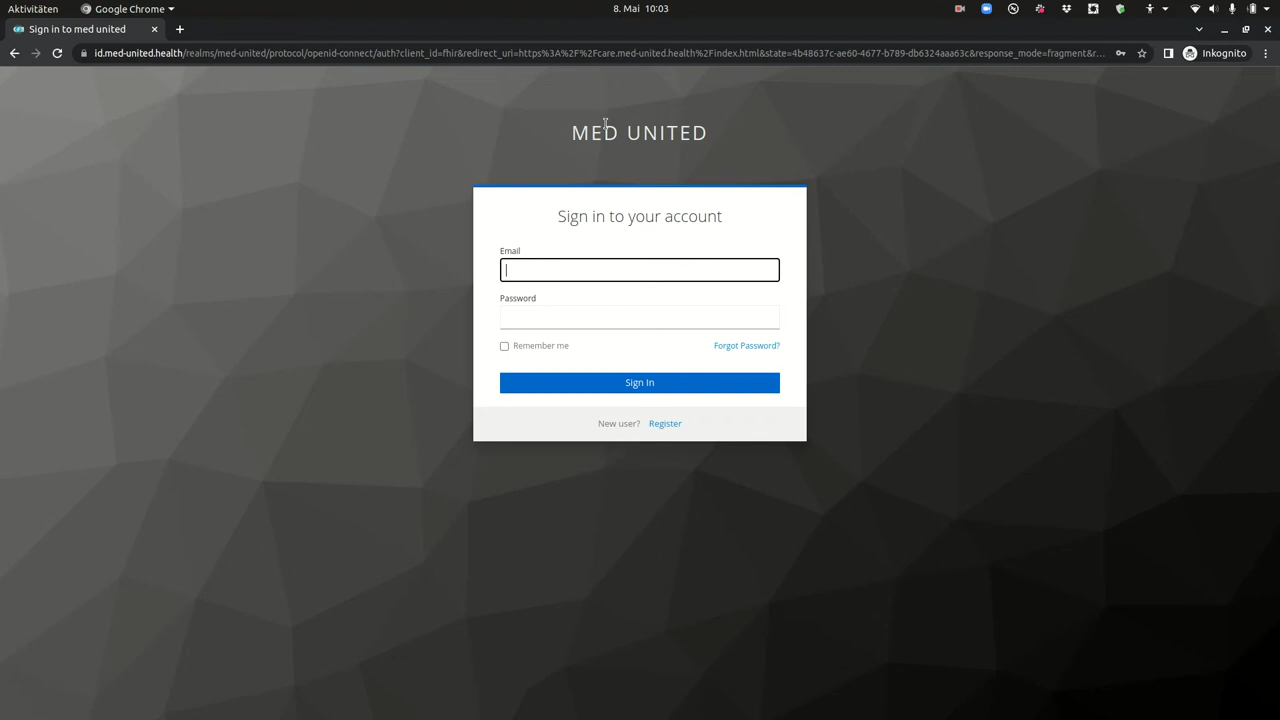 Aktivitäten
Google Chrome
8. Mai 10:03
Sign in to med united
id.med-united.health/realms/med-united/protocol/openid-connect/auth?client_id=fhir&redirect_uri=https%3A%2F%2Fcare.med-united.health%2Findex.html&state=4b48637c-ae60-4677-b789-db6324aaa63c&response_mode=fragment&r...
Inkognito
MED UNITED
Sign in to your account
Email
Password
Remember me
Forgot Password?
Sign In
New user? Register